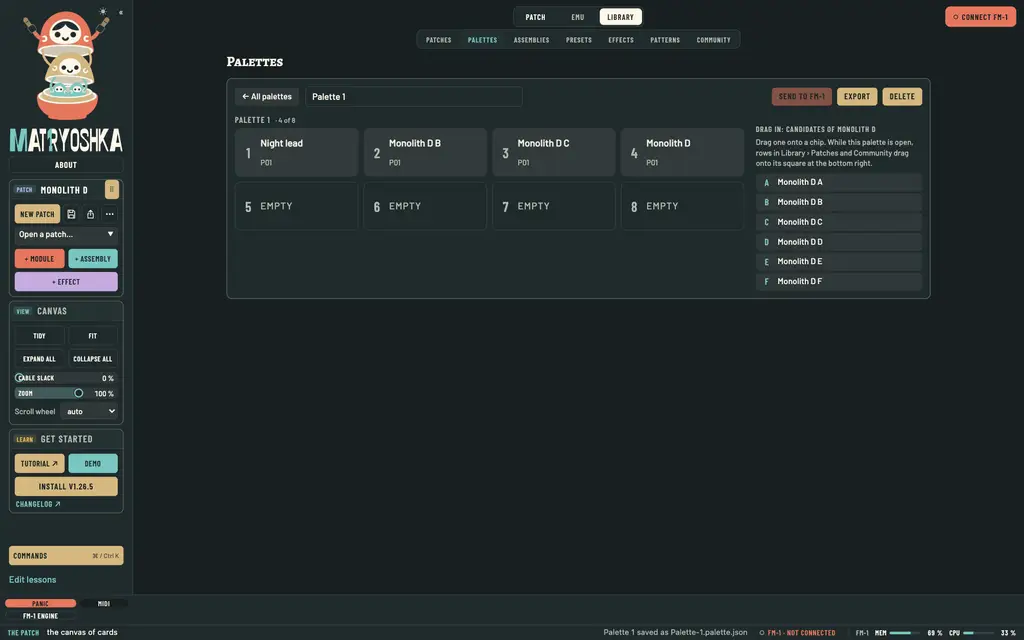 PATCH EMU LIBRARY
CONNECT FM-1
PATCHES PALETTES ASSEMBLIES PRESETS EFFECTS PATTERNS COMMUNITY
MATRYOSHKA
ABOUT
PATCH MONOLITH D
NEW PATCH
Open a patch...
+ MODULE + ASSEMBLY
+ EFFECT
VIEW CANVAS
TIDY FIT
EXPAND ALL COLLAPSE ALL
CABLE SLACK 0 %
ZOOM 100 %
Scroll wheel auto
LEARN GET STARTED
TUTORIAL ↗ DEMO
INSTALL V1.26.5
CHANGELOG ↗
COMMANDS ⌘ / Ctrl K
Edit lessons
PALETTES
← All palettes Palette 1 SEND TO FM-1 EXPORT DELETE
PALETTE 1 · 4 of 8
1 Night lead P01
2 Monolith D B P01
3 Monolith D C P01
4 Monolith D P01
5 EMPTY
6 EMPTY
7 EMPTY
8 EMPTY
DRAG IN: CANDIDATES OF MONOLITH D
Drag one onto a chip. While this palette is open,
rows in Library › Patches and Community drag
onto its square at the bottom right.
A Monolith D A
B Monolith D B
C Monolith D C
D Monolith D D
E Monolith D E
F Monolith D F
PANIC MIDI
FM-1 ENGINE
THE PATCH the canvas of cards
Palette 1 saved as Palette-1.palette.json FM-1 · NOT CONNECTED FM-1 MEM 69 % CPU 33 %